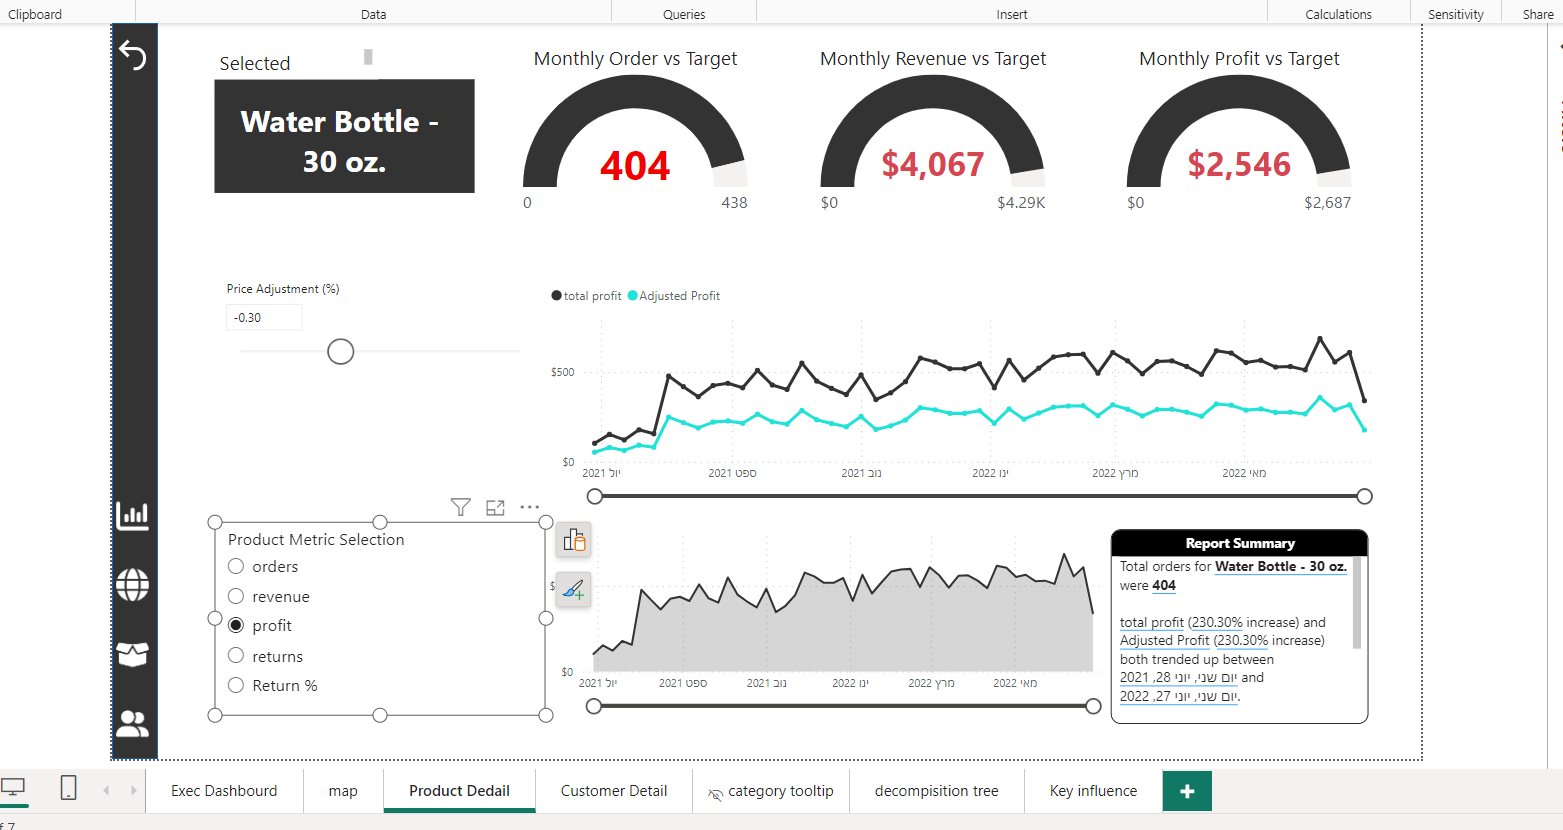 Clipboard
Data
Queries
Insert
Calculations
Sensitivity
Share
Selected
Water Bottle -
30 oz.
Monthly Order vs Target
404
0
438
Monthly Revenue vs Target
$4,067
$0
$4.29K
Monthly Profit vs Target
$2,546
$0
$2,687
Price Adjustment (%)
-0.30
total profit Adjusted Profit
$500
$0
יול 2021
ספט 2021
נוב 2021
ינו 2022
מרץ 2022
מאי 2022
Product Metric Selection
orders
revenue
profit
returns
Return %
$0
יול 2021
ספט 2021
נוב 2021
ינו 2022
מרץ 2022
מאי 2022
Report Summary
Total orders for Water Bottle - 30 oz.
were 404
total profit (230.30% increase) and
Adjusted Profit (230.30% increase)
both trended up between
יום שני, יוני 28, 2021 and
יום שני, יוני 27, 2022.
Exec Dashbourd
map
Product Dedail
Customer Detail
category tooltip
decompisition tree
Key influence